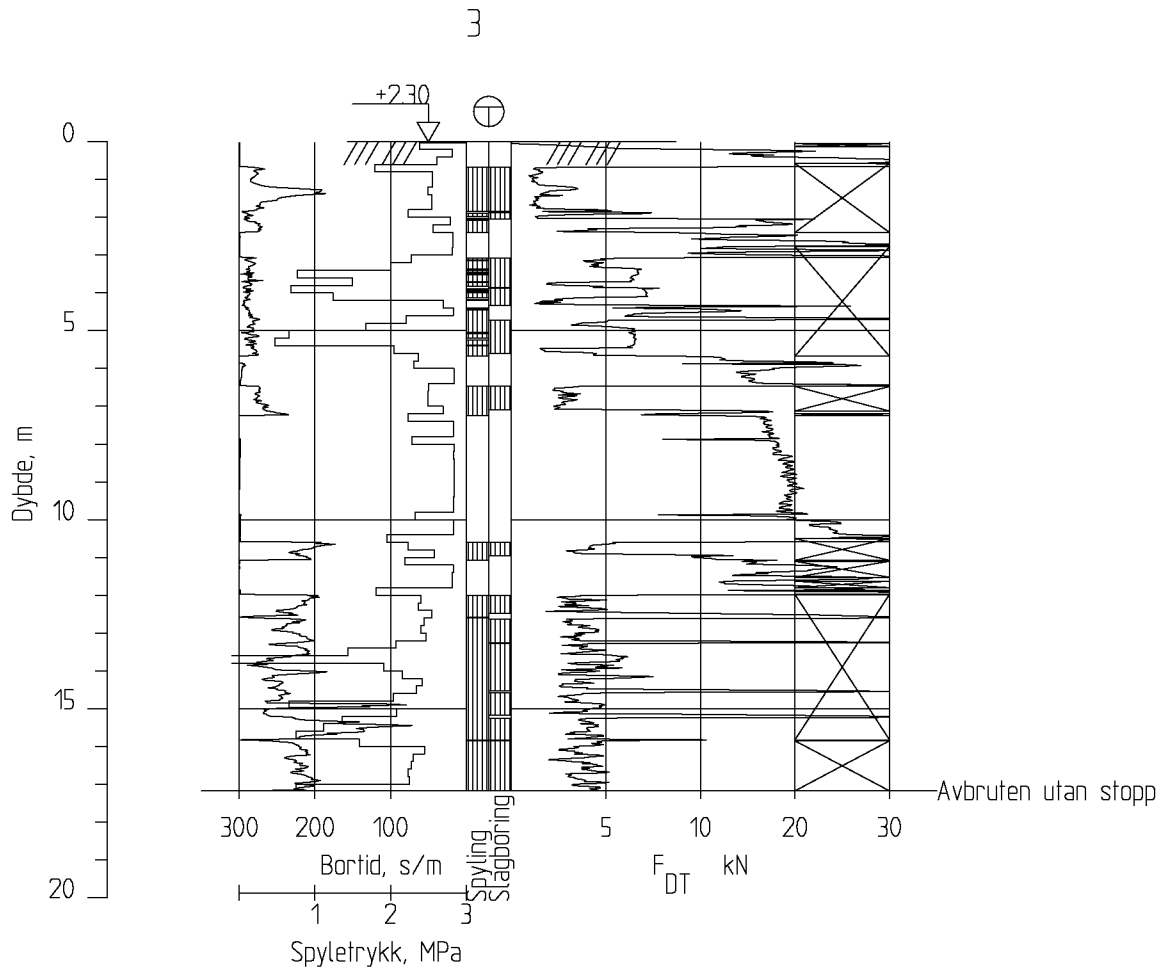 3
+2.30
0
5
10
15
20
Dybde, m
Avbruten utan stopp
300 200 100
5 10 20 30
Bortid, s/m
Spyling
Slagboring
F_DT kN
1 2 3
Spyletrykk, MPa